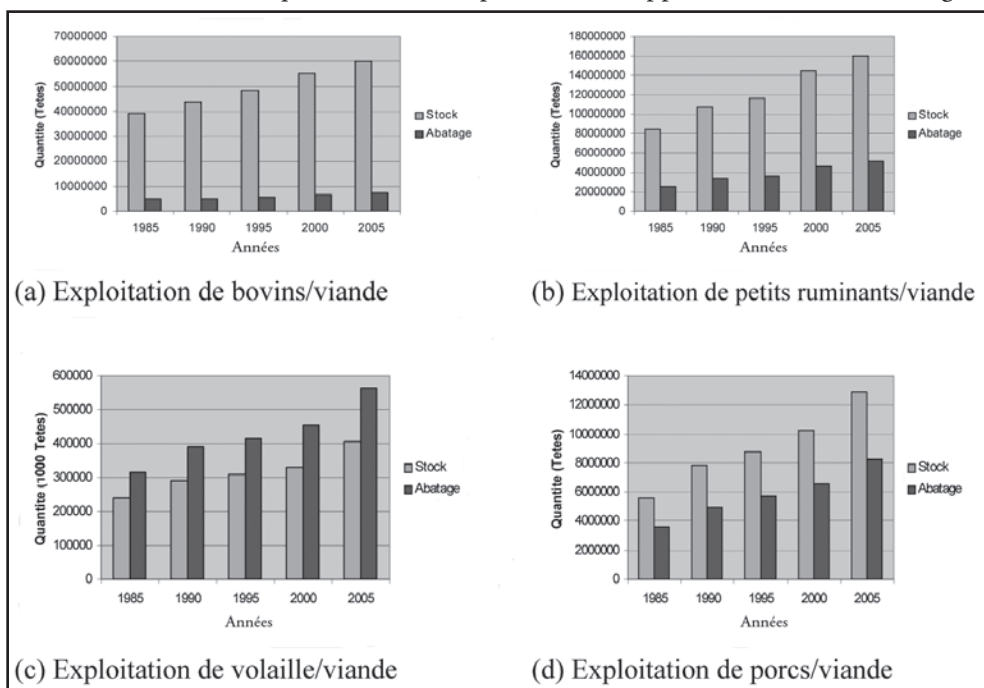 70000000
60000000
50000000
40000000
30000000
20000000
10000000
0
Quantite (Tetes)
1985 1990 1995 2000 2005
Années
Stock
Abatage
(a) Exploitation de bovins/viande
180000000
160000000
140000000
120000000
100000000
80000000
60000000
40000000
20000000
0
Quantite (Tetes)
1985 1990 1995 2000 2005
Années
Stock
Abatage
(b) Exploitation de petits ruminants/viande
600000
500000
400000
300000
200000
100000
0
Quantite (1000 Tetes)
1985 1990 1995 2000 2005
Années
Stock
Abatage
(c) Exploitation de volaille/viande
14000000
12000000
10000000
8000000
6000000
4000000
2000000
0
Quantite (Tetes)
1985 1990 1995 2000 2005
Années
Stock
Abatage
(d) Exploitation de porcs/viande